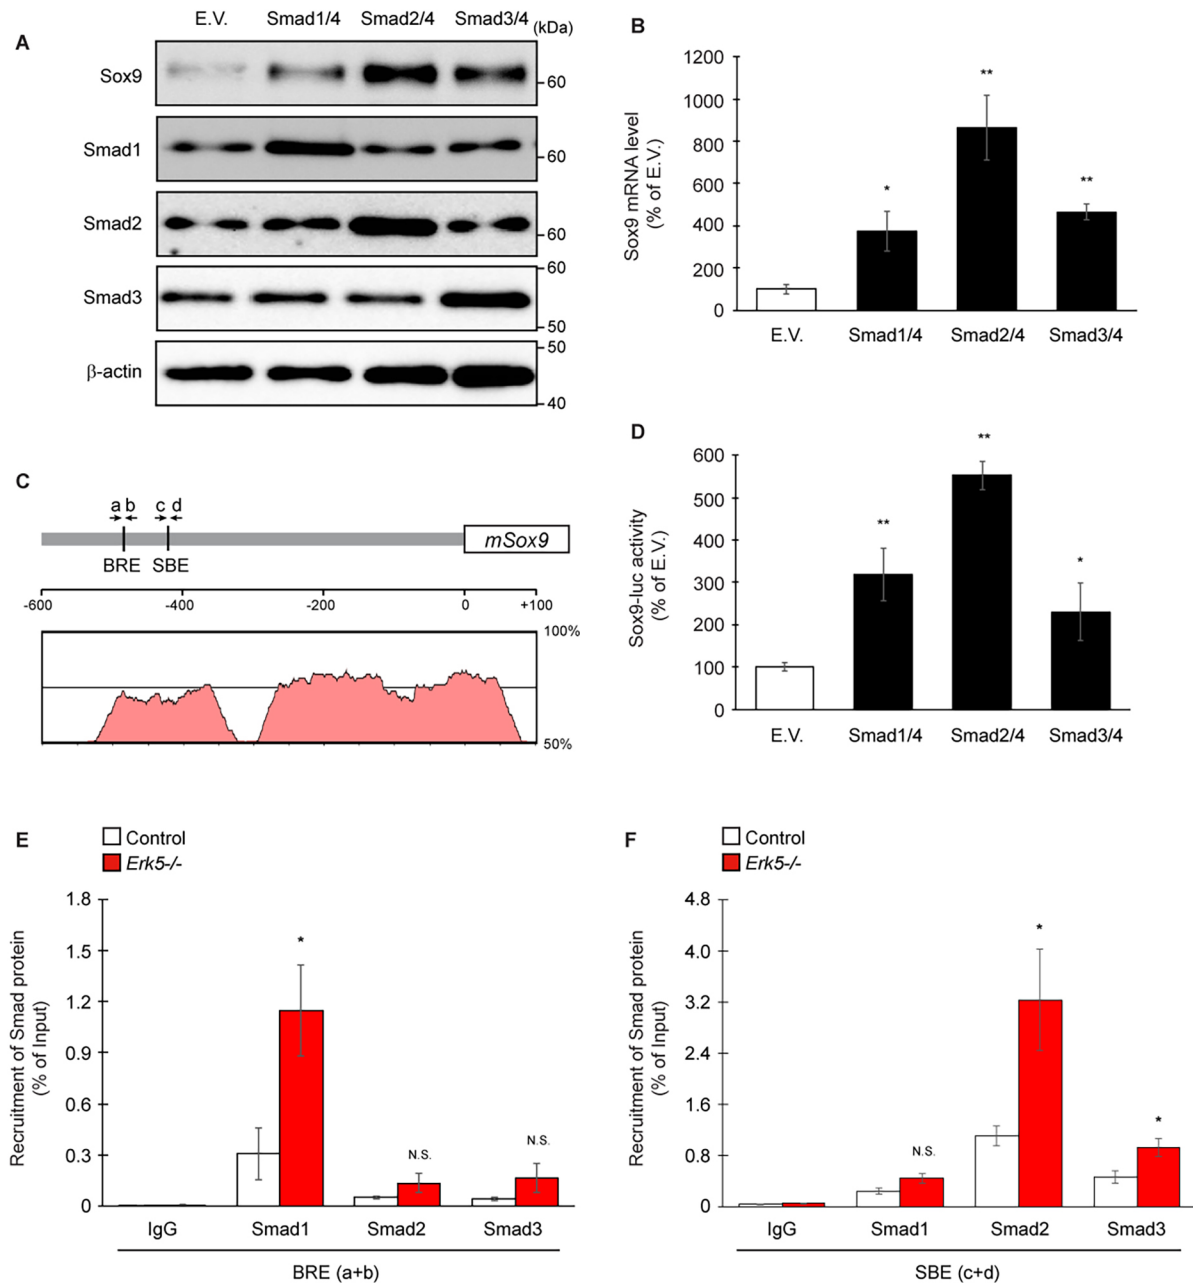 A
E.V. Smad1/4 Smad2/4 Smad3/4 (kDa)
Sox9
60
Smad1
60
Smad2
60
Smad3
60
50
β-actin
50
40
B
Sox9 mRNA level
(% of E.V.)
1200
1000
800
600
400
200
0
**
*
**
E.V. Smad1/4 Smad2/4 Smad3/4
C
a b c d
mSox9
BRE SBE
-600 -400 -200 0 +100
100%
50%
D
Sox9-luc activity
(% of E.V.)
600
500
400
300
200
100
0
**
**
*
E.V. Smad1/4 Smad2/4 Smad3/4
E
Control
Erk5-/-
Recruitment of Smad protein
(% of Input)
1.8
1.5
1.2
0.9
0.6
0.3
0
*
N.S.
N.S.
IgG Smad1 Smad2 Smad3
BRE (a+b)
F
Control
Erk5-/-
Recruitment of Smad protein
(% of Input)
4.8
4.0
3.2
2.4
1.6
0.8
0
N.S.
*
*
IgG Smad1 Smad2 Smad3
SBE (c+d)